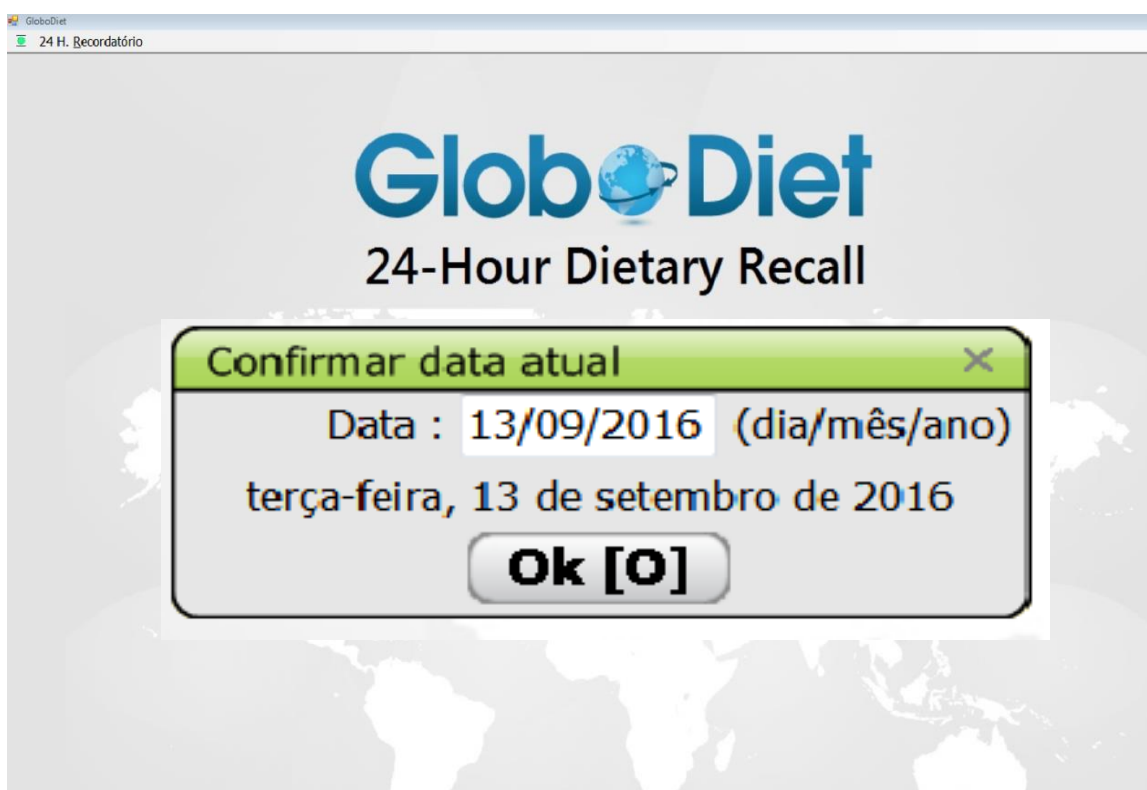 GloboDiet
24 H. Recordatório
GloboDiet
24-Hour Dietary Recall
Confirmar data atual
Data : 13/09/2016 (dia/mês/ano)
terça-feira, 13 de setembro de 2016
Ok [O]